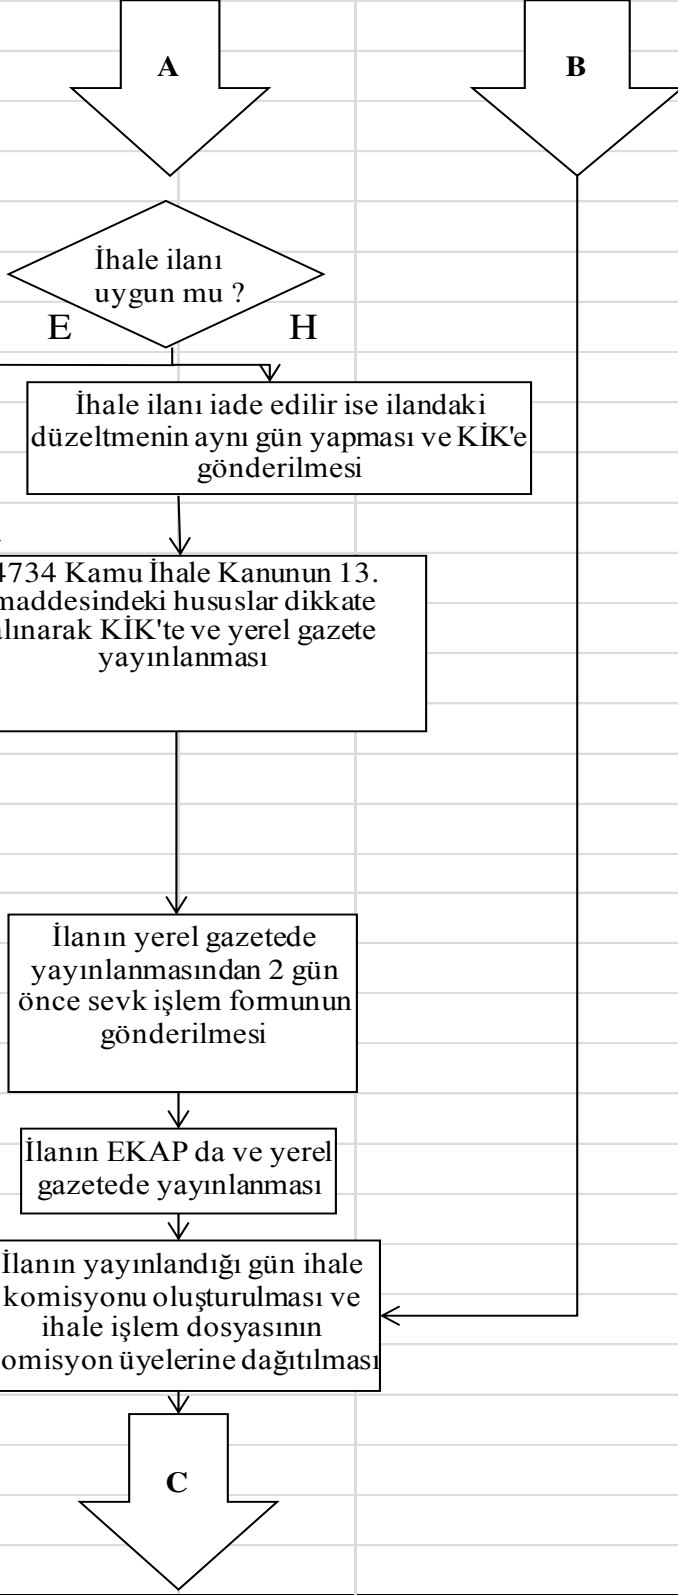 A
B
İhale ilanı
uygun mu ?
E
H
İhale ilanı iade edilir ise ilandaki
düzeltmenin aynı gün yapması ve KİK'e
gönderilmesi
4734 Kamu İhale Kanunun 13.
maddesindeki hususlar dikkate
alınarak KİK'te ve yerel gazete
yayınlanması
İlanın yerel gazetede
yayınlanmasından 2 gün
önce sevk işlem formunun
gönderilmesi
İlanın EKAP da ve yerel
gazetede yayınlanması
İlanın yayınlandığı gün ihale
komisyonu oluşturulması ve
ihale işlem dosyasının
omisyon üyelerine dağıtılması
C